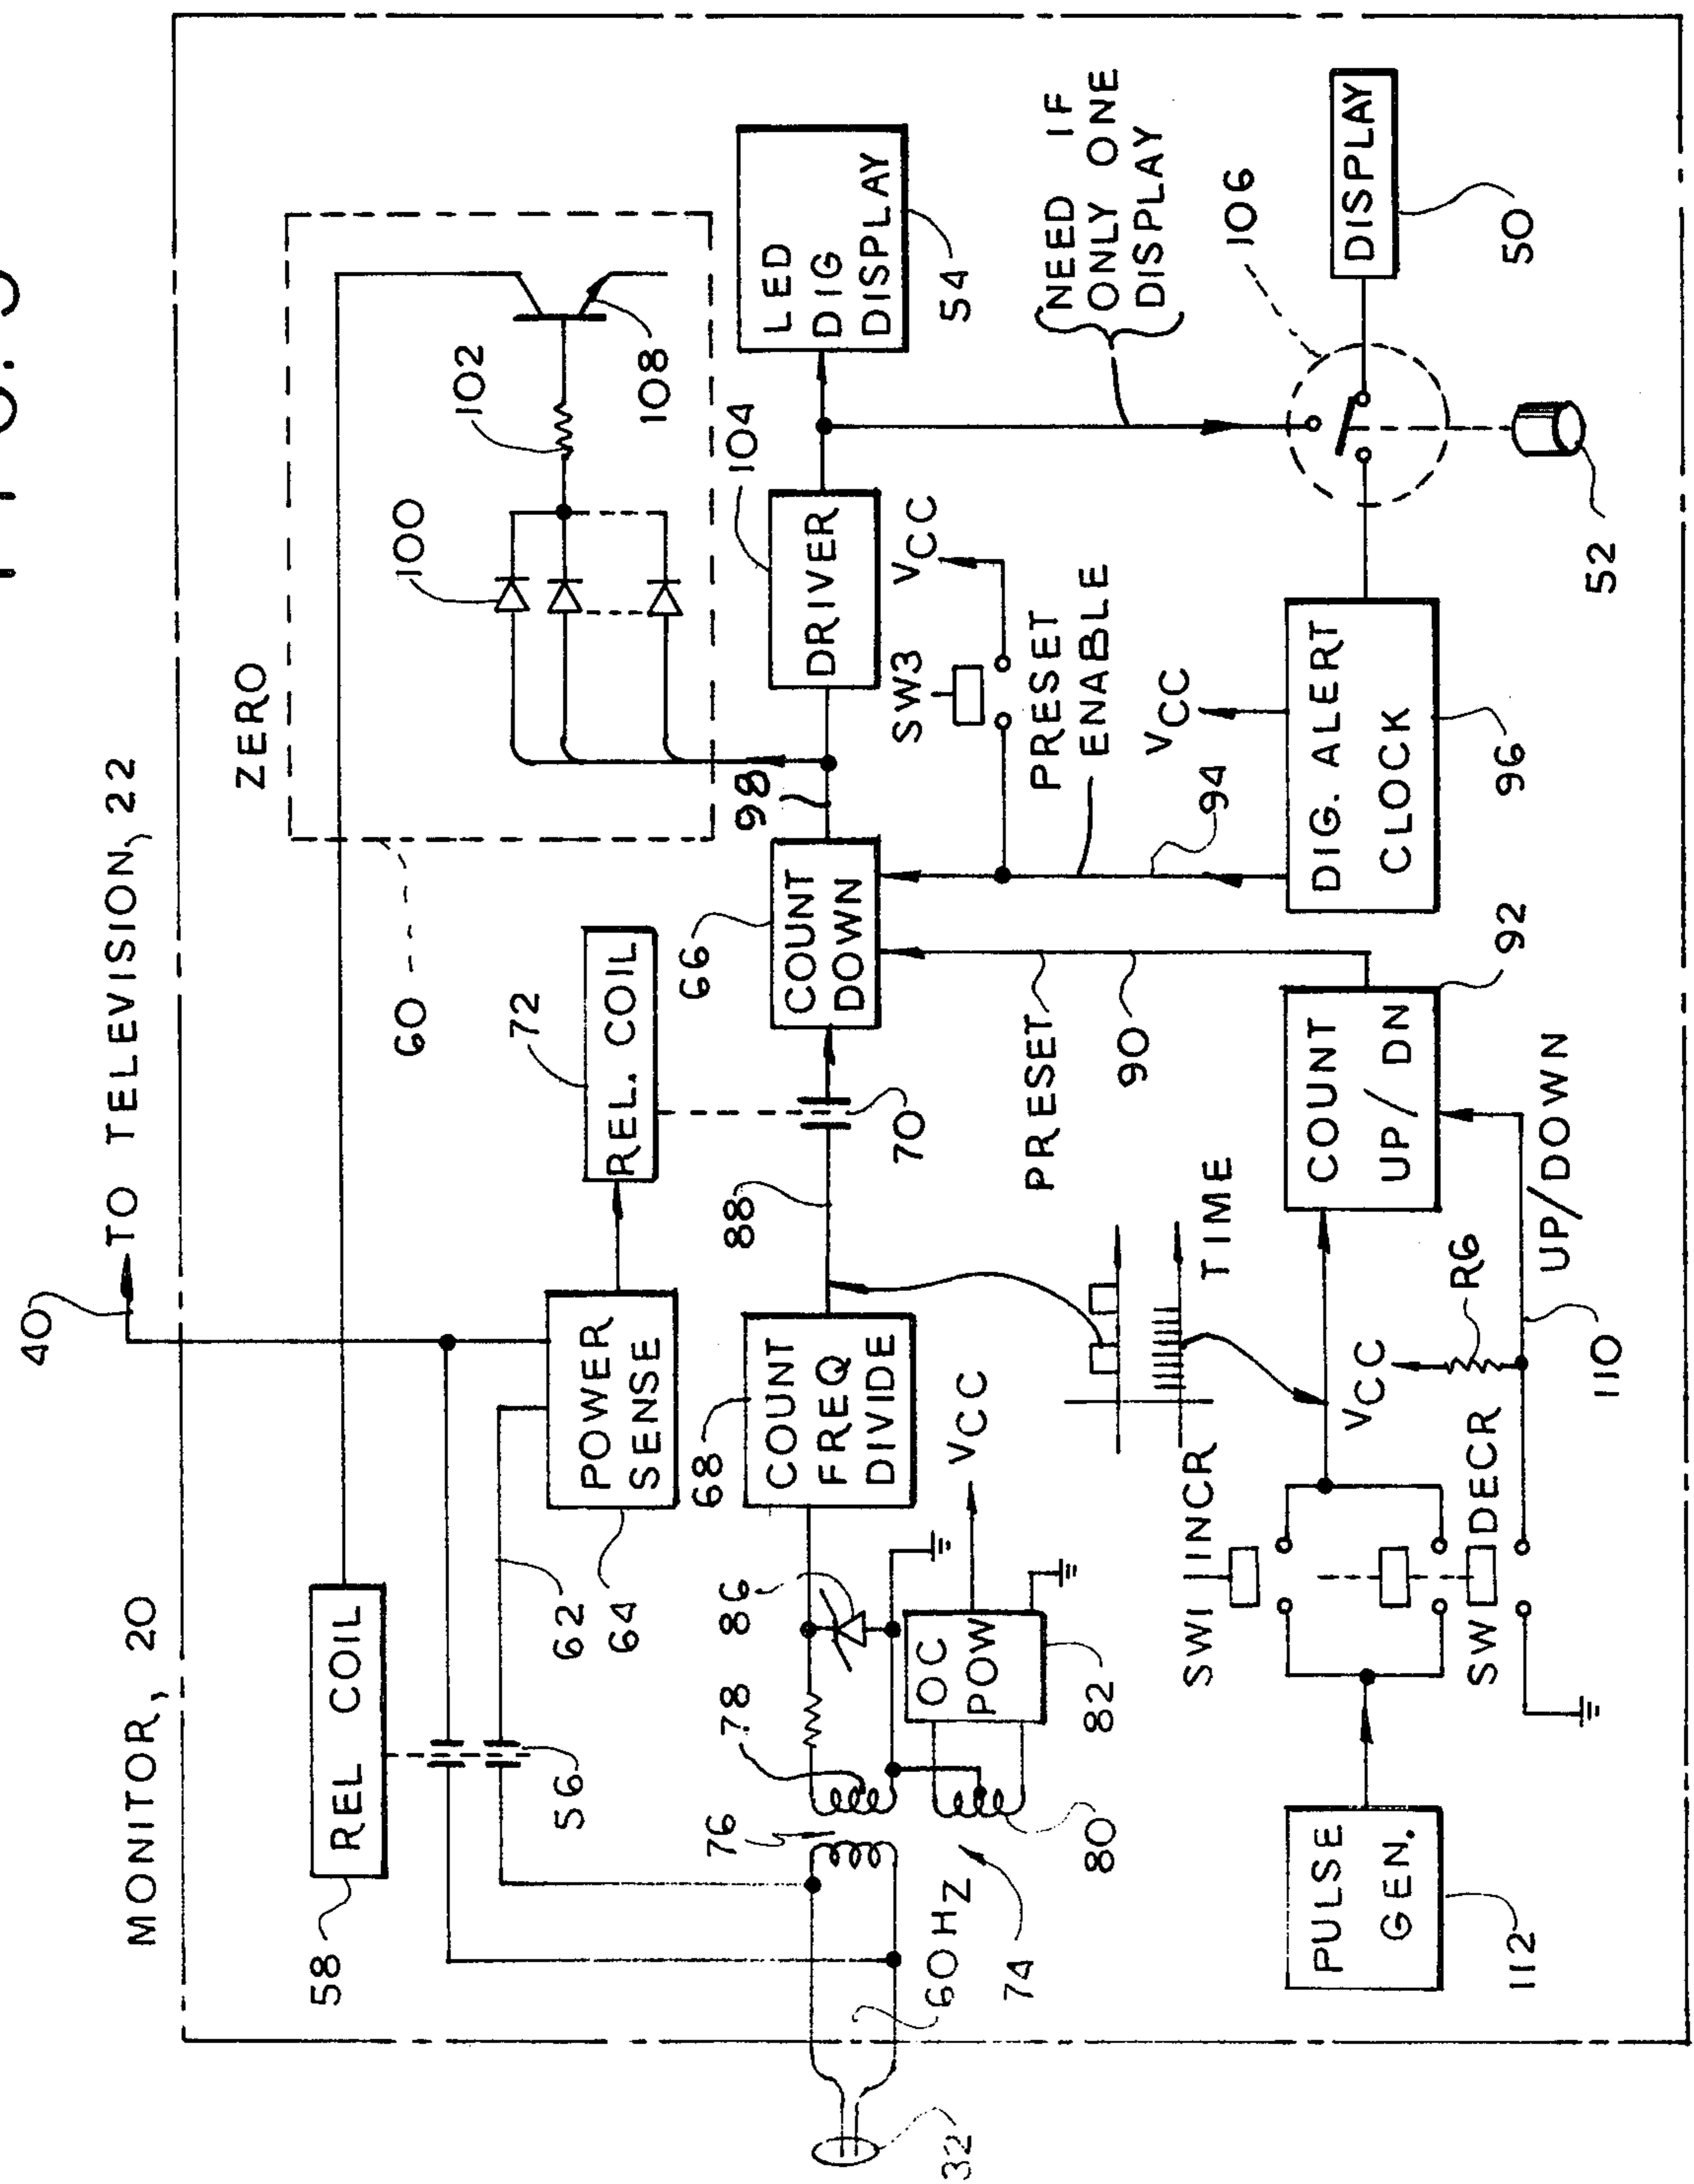 MONITOR, 20
TO TELEVISION, 22
40
58
REL COIL
ZERO
60
100
102
108
62
64
POWER
SENSE
72
REL. COIL
56
76
78
86
68
COUNT
FREQ
DIVIDE
88
70
66
COUNT
DOWN
98
104
DRIVER
LED
DIG
DISPLAY
54
32
60HZ
74
80
OC
POW
82
VCC
TIME
PRESET
90
SW3
VCC
PRESET
ENABLE
94
VCC
NEED IF
ONLY ONE
DISPLAY
106
PULSE
GEN.
112
SW1 INCR
SW DECR
VCC
R6
110
UP/DOWN
COUNT
UP/DN
92
DIG. ALERT
CLOCK
96
52
DISPLAY
50